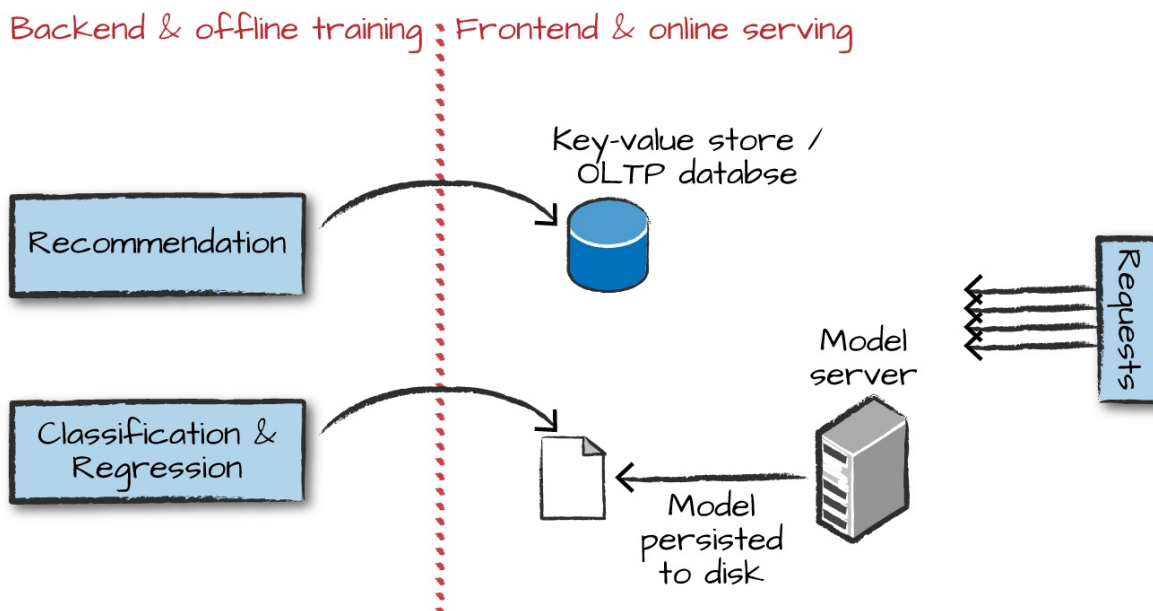 Backend & offline training
Frontend & online serving
Key-value store /
OLTP databse
Recommendation
Requests
Model
server
Classification &
Regression
Model
persisted
to disk